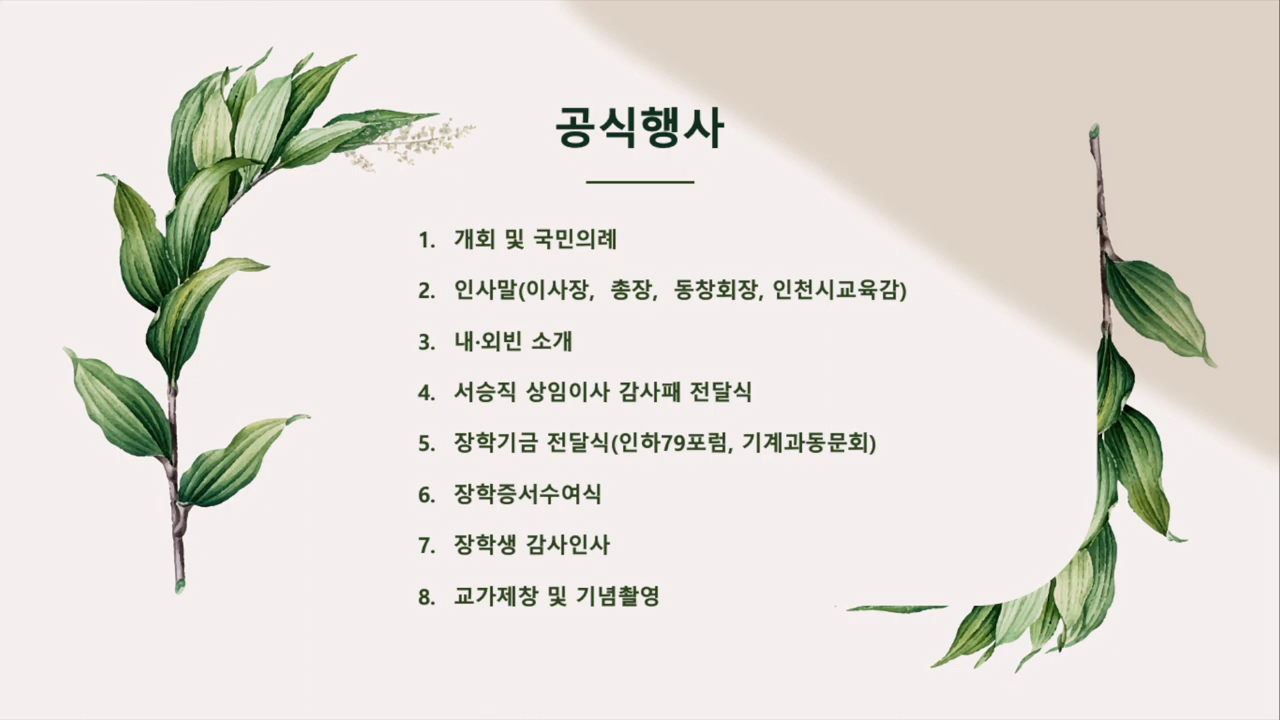 공식행사
1. 개회 및 국민의례
2. 인사말(이사장, 총장, 동창회장, 인천시교육감)
3. 내·외빈 소개
4. 서승직 상임이사 감사패 전달식
5. 장학기금 전달식(인하79포럼, 기계과동문회)
6. 장학증서수여식
7. 장학생 감사인사
8. 교가제창 및 기념촬영